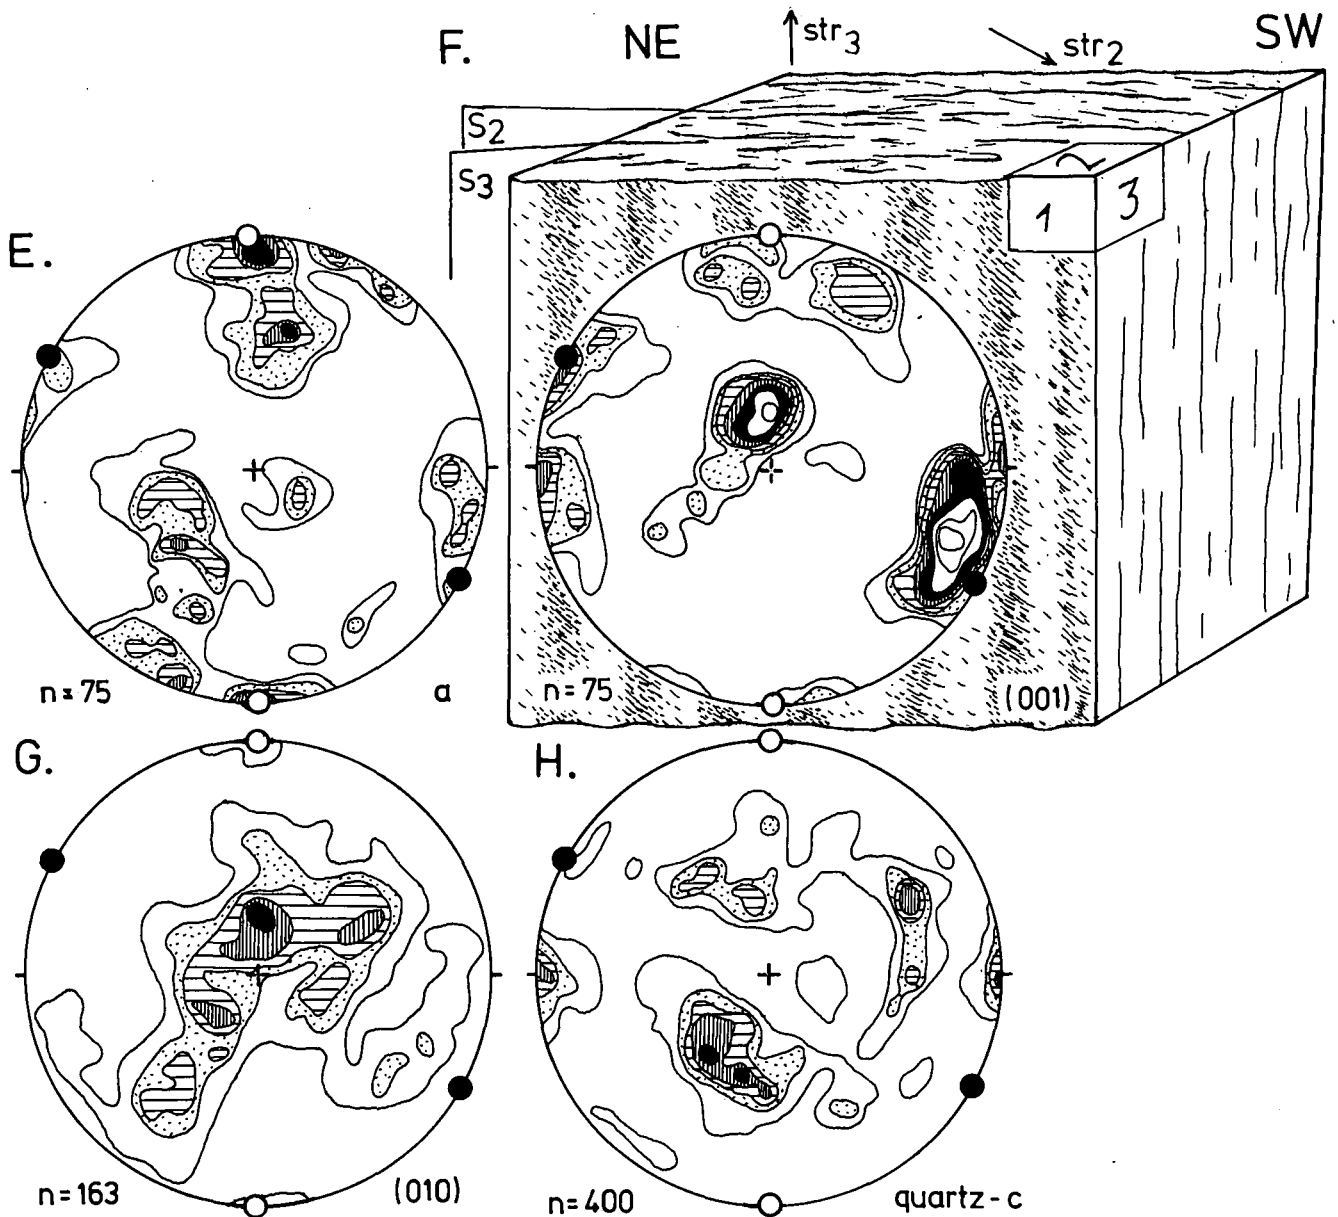 F. NE str₃ str₂ SW
S₂
S₃
1 2 3
E.
n=75 a
n=75 (001)
G. H.
n=163 (010)
n=400 quartz-c